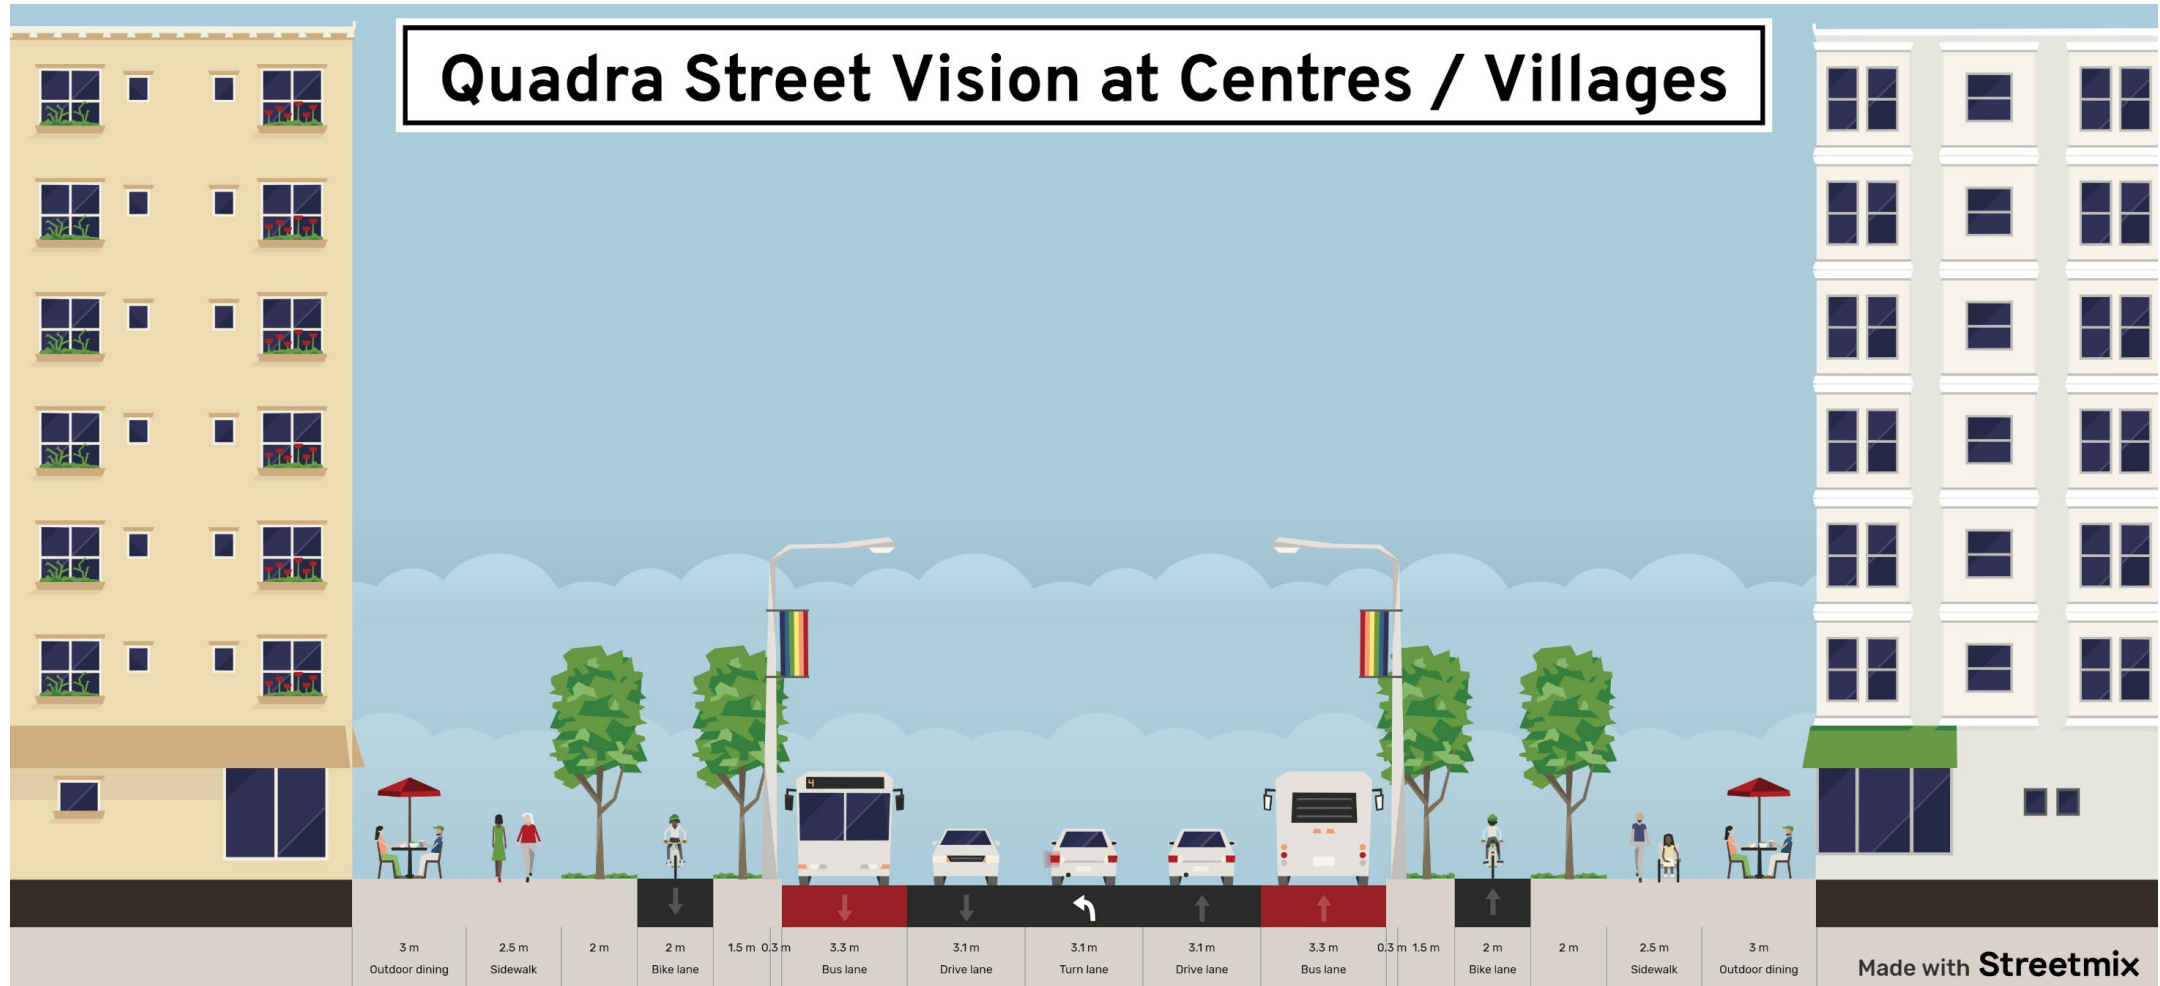 Quadra Street Vision at Centres / Villages
4
3 m
Outdoor dining
2.5 m
Sidewalk
2 m
2 m
Bike lane
1.5 m
0.3 m
3.3 m
Bus lane
3.1 m
Drive lane
3.1 m
Turn lane
3.1 m
Drive lane
3.3 m
Bus lane
0.3 m
1.5 m
2 m
Bike lane
2 m
2.5 m
Sidewalk
3 m
Outdoor dining
Made with Streetmix